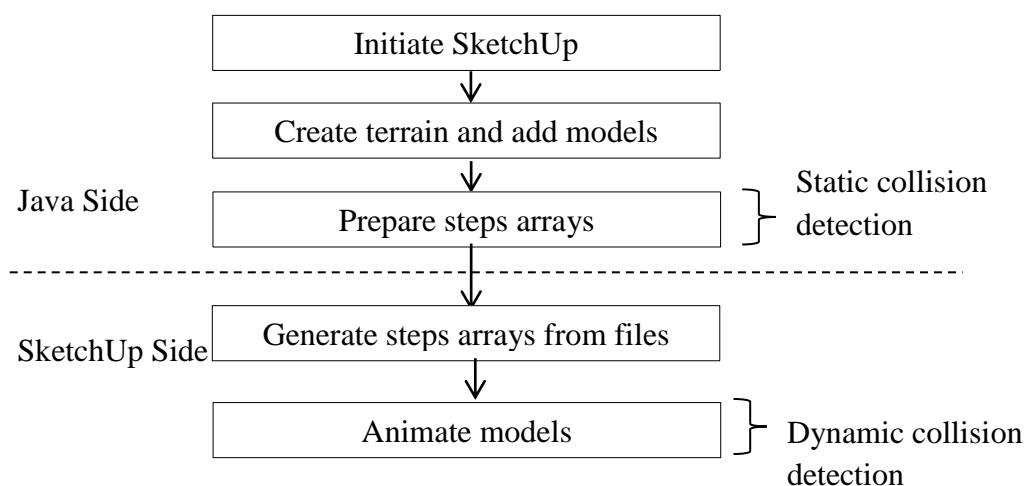 Initiate SketchUp
Create terrain and add models
Java Side
Prepare steps arrays
Static collision
detection
Generate steps arrays from files
SketchUp Side
Animate models
Dynamic collision
detection